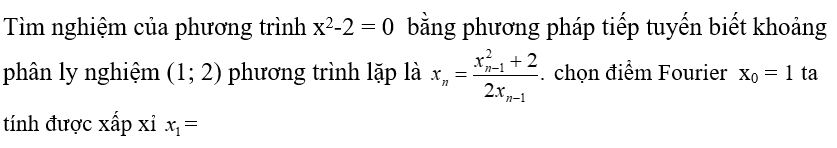 Tìm nghiệm của phương trình x²-2 = 0 bằng phương pháp tiếp tuyến biết khoảng
phân ly nghiệm (1; 2) phương trình lặp là $x_n = \frac{x_{n-1}^2 + 2}{2x_{n-1}}$. chọn điểm Fourier x₀ = 1 ta
tính được xấp xỉ $x_1$ =